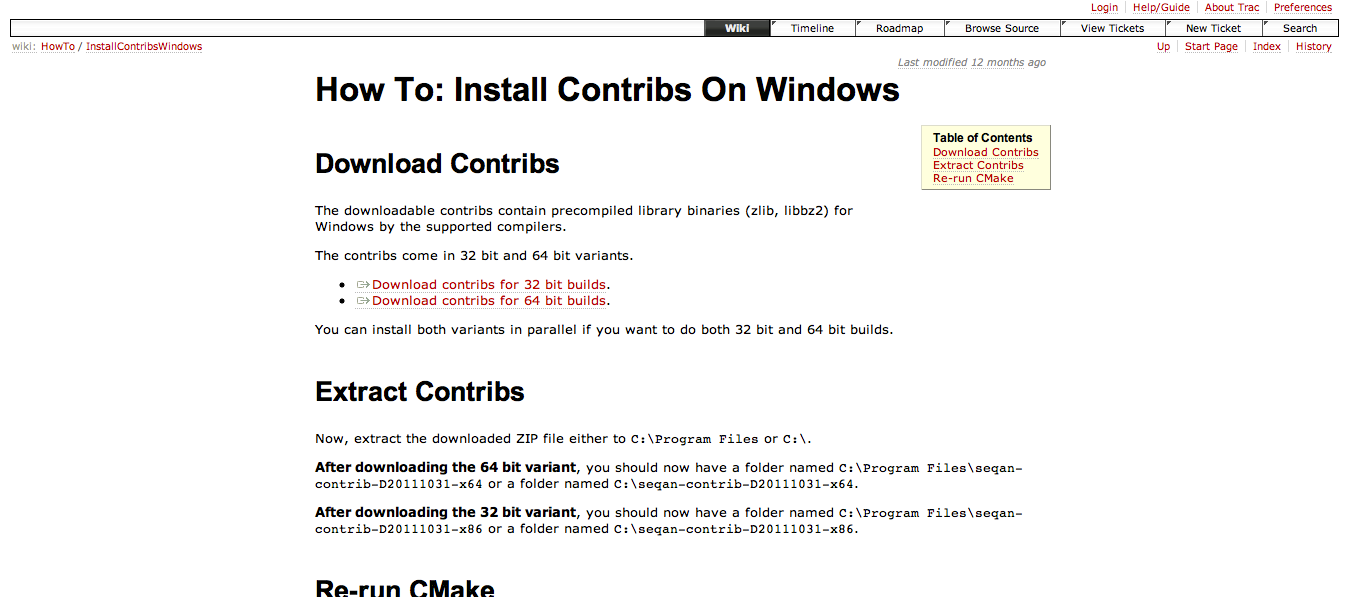 Login Help/Guide About Trac Preferences
Wiki Timeline Roadmap Browse Source View Tickets New Ticket Search
wiki: HowTo / InstallContribsWindows Up Start Page Index History
Last modified 12 months ago
How To: Install Contribs On Windows
Table of Contents
Download Contribs
Extract Contribs
Re-run CMake
Download Contribs
The downloadable contribs contain precompiled library binaries (zlib, libbz2) for
Windows by the supported compilers.
The contribs come in 32 bit and 64 bit variants.
Download contribs for 32 bit builds.
Download contribs for 64 bit builds.
You can install both variants in parallel if you want to do both 32 bit and 64 bit builds.
Extract Contribs
Now, extract the downloaded ZIP file either to C:\Program Files or C:\.
After downloading the 64 bit variant, you should now have a folder named C:\Program Files\seqan-
contrib-D20111031-x64 or a folder named C:\seqan-contrib-D20111031-x64.
After downloading the 32 bit variant, you should now have a folder named C:\Program Files\seqan-
contrib-D20111031-x86 or a folder named C:\seqan-contrib-D20111031-x86.
Re-run CMake